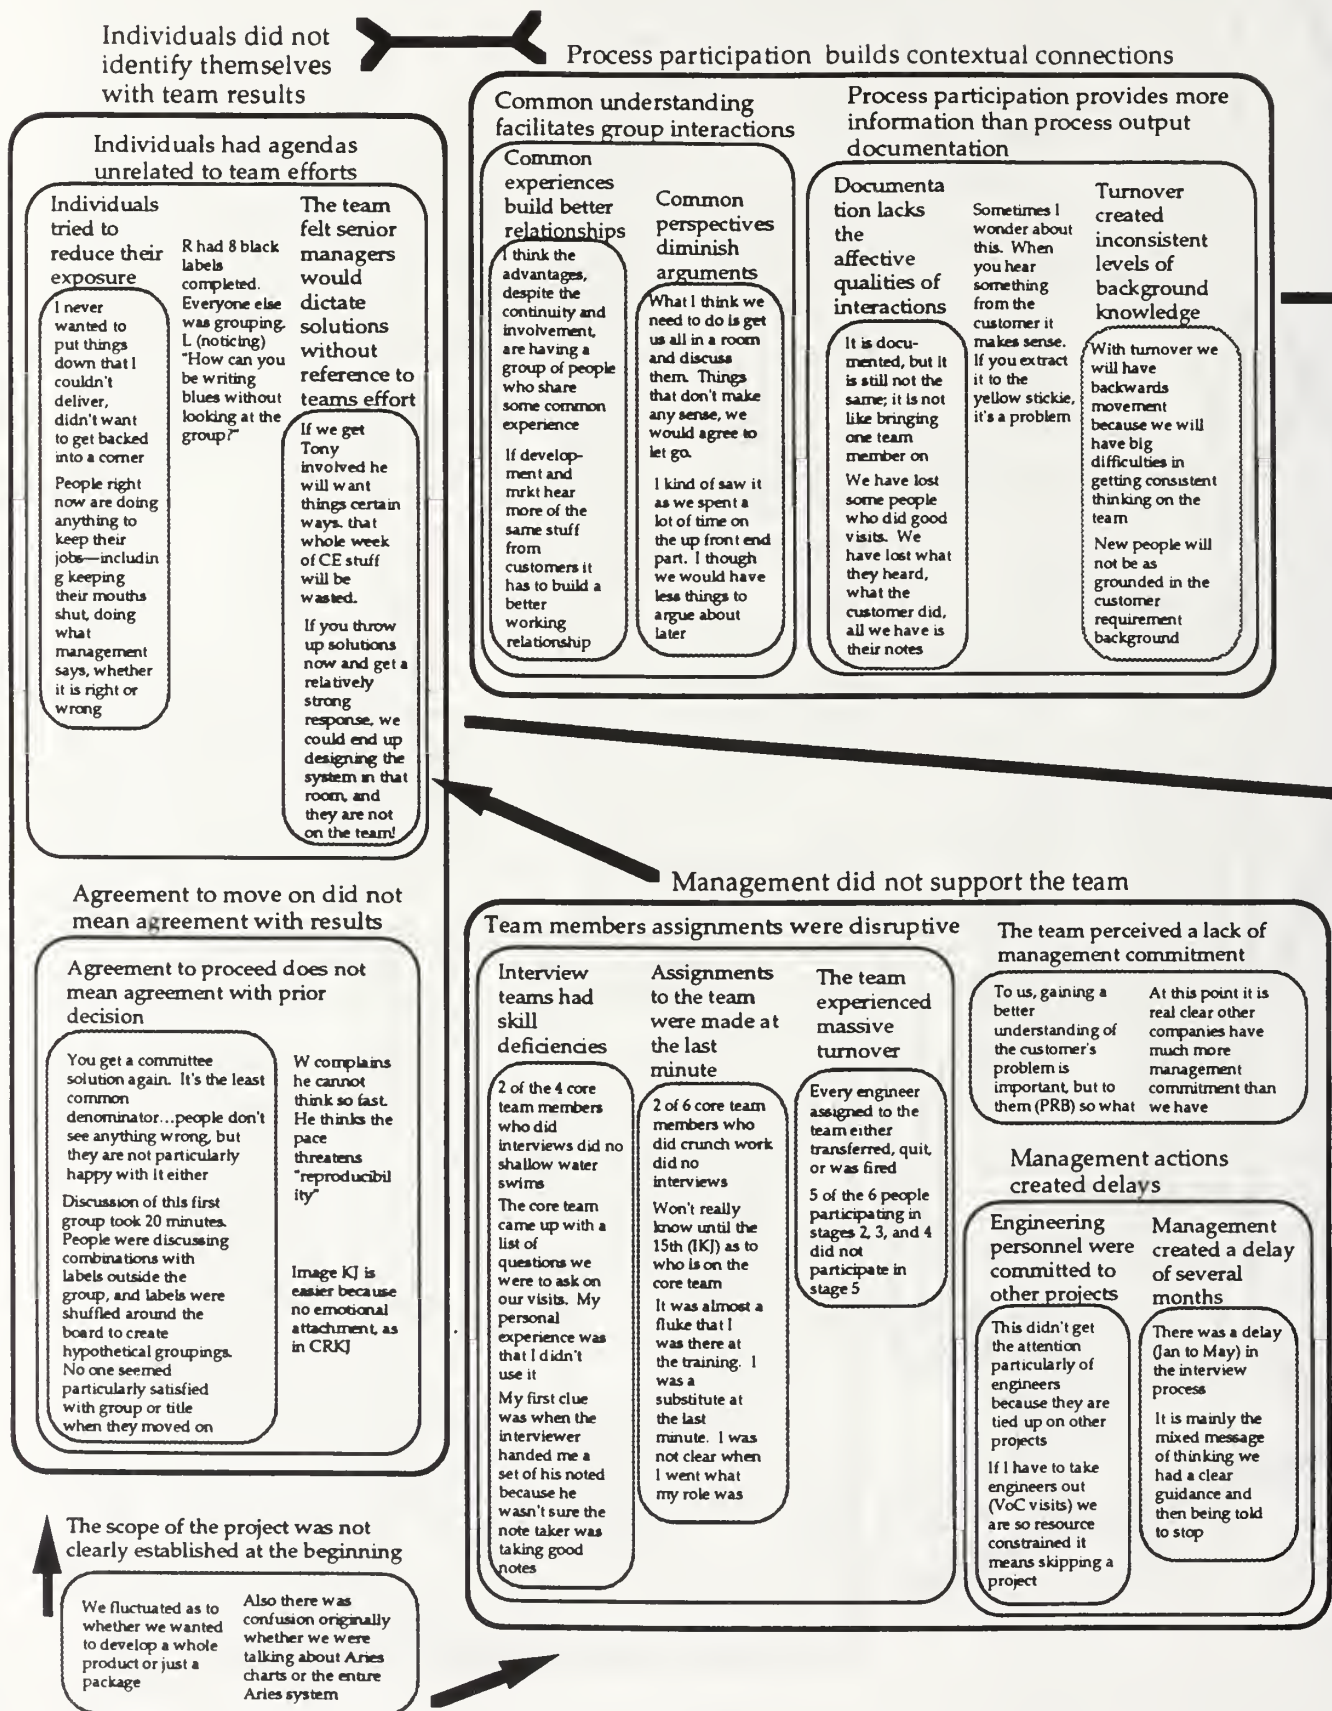 Individuals did not
identify themselves
with team results
Individuals had agendas
unrelated to team efforts
Individuals
tried to
reduce their
exposure
I never
wanted to
put things
down that I
couldn't
deliver,
didn't want
to get backed
into a corner
People right
now are doing
anything to
keep their
jobs—includin
g keeping
their mouths
shut, doing
what
management
says, whether
it is right or
wrong
R had 8 black
labels
completed.
Everyone else
was grouping.
L (noticing)
"How can you
be writing
blues without
looking at the
group?"
The team
felt senior
managers
would
dictate
solutions
without
reference to
teams effort
If we get
Tony
involved he
will want
things certain
ways. that
whole week
of CE stuff
will be
wasted.
If you throw
up solutions
now and get a
relatively
strong
response, we
could end up
designing the
system in that
room, and
they are not
on the team!
Agreement to move on did not
mean agreement with results
Agreement to proceed does not
mean agreement with prior
decision
You get a committee
solution again. It's the least
common
denominator...people don't
see anything wrong, but
they are not particularly
happy with it either
Discussion of this first
group took 20 minutes.
People were discussing
combinations with
labels outside the
group, and labels were
shuffled around the
board to create
hypothetical groupings.
No one seemed
particularly satisfied
with group or title
when they moved on
W complains
he cannot
think so fast.
He thinks the
pace
threatens
"reproducibil
ity"
Image KJ is
easier because
no emotional
attachment, as
in CRKJ
The scope of the project was not
clearly established at the beginning
We fluctuated as to
whether we wanted
to develop a whole
product or just a
package
Also there was
confusion originally
whether we were
talking about Aries
charts or the entire
Aries system
Process participation builds contextual connections
Common understanding
facilitates group interactions
Common
experiences
build better
relationships
I think the
advantages,
despite the
continuity and
involvement,
are having a
group of people
who share
some common
experience
If develop-
ment and
mrkt hear
more of the
same stuff
from
customers it
has to build a
better
working
relationship
Common
perspectives
diminish
arguments
What I think we
need to do is get
us all in a room
and discuss
them. Things
that don't make
any sense, we
would agree to
let go.
I kind of saw it
as we spent a
lot of time on
the up front end
part. I though
we would have
less things to
argue about
later
Process participation provides more
information than process output
documentation
Documenta
tion lacks
the
affective
qualities of
interactions
It is docu-
mented, but it
is still not the
same; it is not
like bringing
one team
member on
We have lost
some people
who did good
visits. We
have lost what
they heard,
what the
customer did,
all we have is
their notes
Sometimes I
wonder about
this. When
you hear
something
from the
customer it
makes sense.
If you extract
it to the
yellow stickie,
it's a problem
Turnover
created
inconsistent
levels of
background
knowledge
With turnover we
will have
backwards
movement
because we will
have big
difficulties in
getting consistent
thinking on the
team
New people will
not be as
grounded in the
customer
requirement
background
Management did not support the team
Team members assignments were disruptive
Interview
teams had
skill
deficiencies
2 of the 4 core
team members
who did
interviews did no
shallow water
swims
The core team
came up with a
list of
questions we
were to ask on
our visits. My
personal
experience was
that I didn't
use it
My first clue
was when the
interviewer
handed me a
set of his noted
because he
wasn't sure the
note taker was
taking good
notes
Assignments
to the team
were made at
the last
minute
2 of 6 core team
members who
did crunch work
did no
interviews
Won't really
know until the
15th (IKJ) as to
who is on the
core team
It was almost a
fluke that I
was there at
the training. I
was a
substitute at
the last
minute. I was
not clear when
I went what
my role was
The team
experienced
massive
turnover
Every engineer
assigned to the
team either
transferred, quit,
or was fired
5 of the 6 people
participating in
stages 2, 3, and 4
did not
participate in
stage 5
The team perceived a lack of
management commitment
To us, gaining a
better
understanding of
the customer's
problem is
important, but to
them (PRB) so what
At this point it is
real clear other
companies have
much more
management
commitment than
we have
Management actions
created delays
Engineering
personnel were
committed to
other projects
This didn't get
the attention
particularly of
engineers
because they are
tied up on other
projects
If I have to take
engineers out
(VoC visits) we
are so resource
constrained it
means skipping a
project
Management
created a delay
of several
months
There was a delay
(Jan to May) in
the interview
process
It is mainly the
mixed message
of thinking we
had a clear
guidance and
then being told
to stop